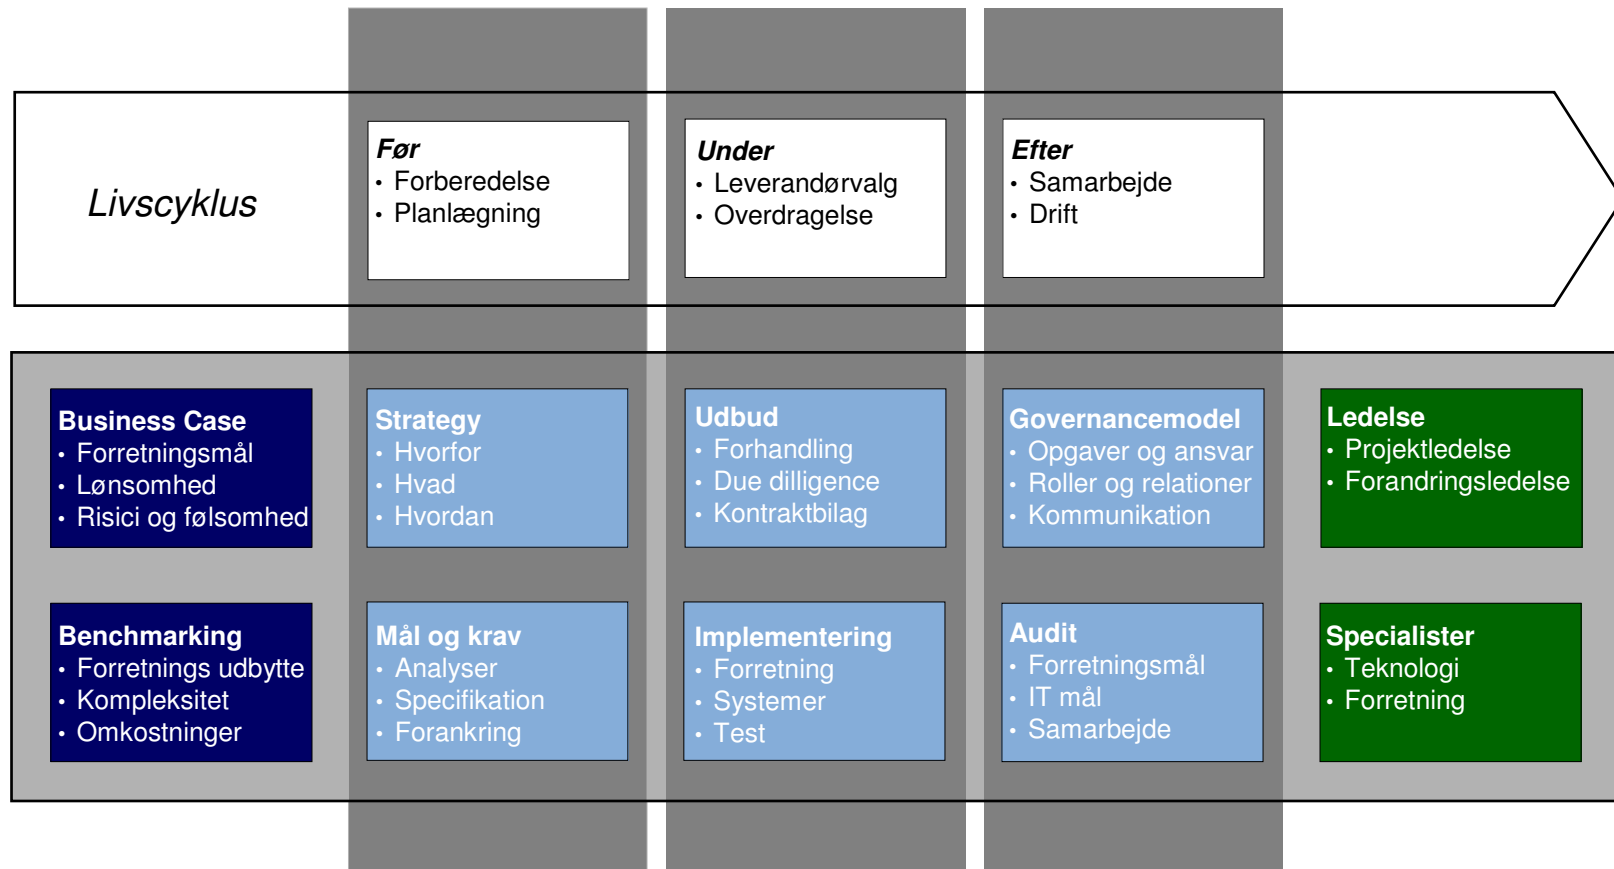 Livscyklus
Før
• Forberedelse
• Planlægning
Under
• Leverandørvalg
• Overdragelse
Efter
• Samarbejde
• Drift
Business Case
• Forretningsmål
• Lønsomhed
• Risici og følsomhed
Strategy
• Hvorfor
• Hvad
• Hvordan
Udbud
• Forhandling
• Due dilligence
• Kontraktbilag
Governancemodel
• Opgaver og ansvar
• Roller og relationer
• Kommunikation
Ledelse
• Projektledelse
• Forandringsledelse
Benchmarking
• Forretnings udbytte
• Kompleksitet
• Omkostninger
Mål og krav
• Analyser
• Specifikation
• Forankring
Implementering
• Forretning
• Systemer
• Test
Audit
• Forretningsmål
• IT mål
• Samarbejde
Specialister
• Teknologi
• Forretning